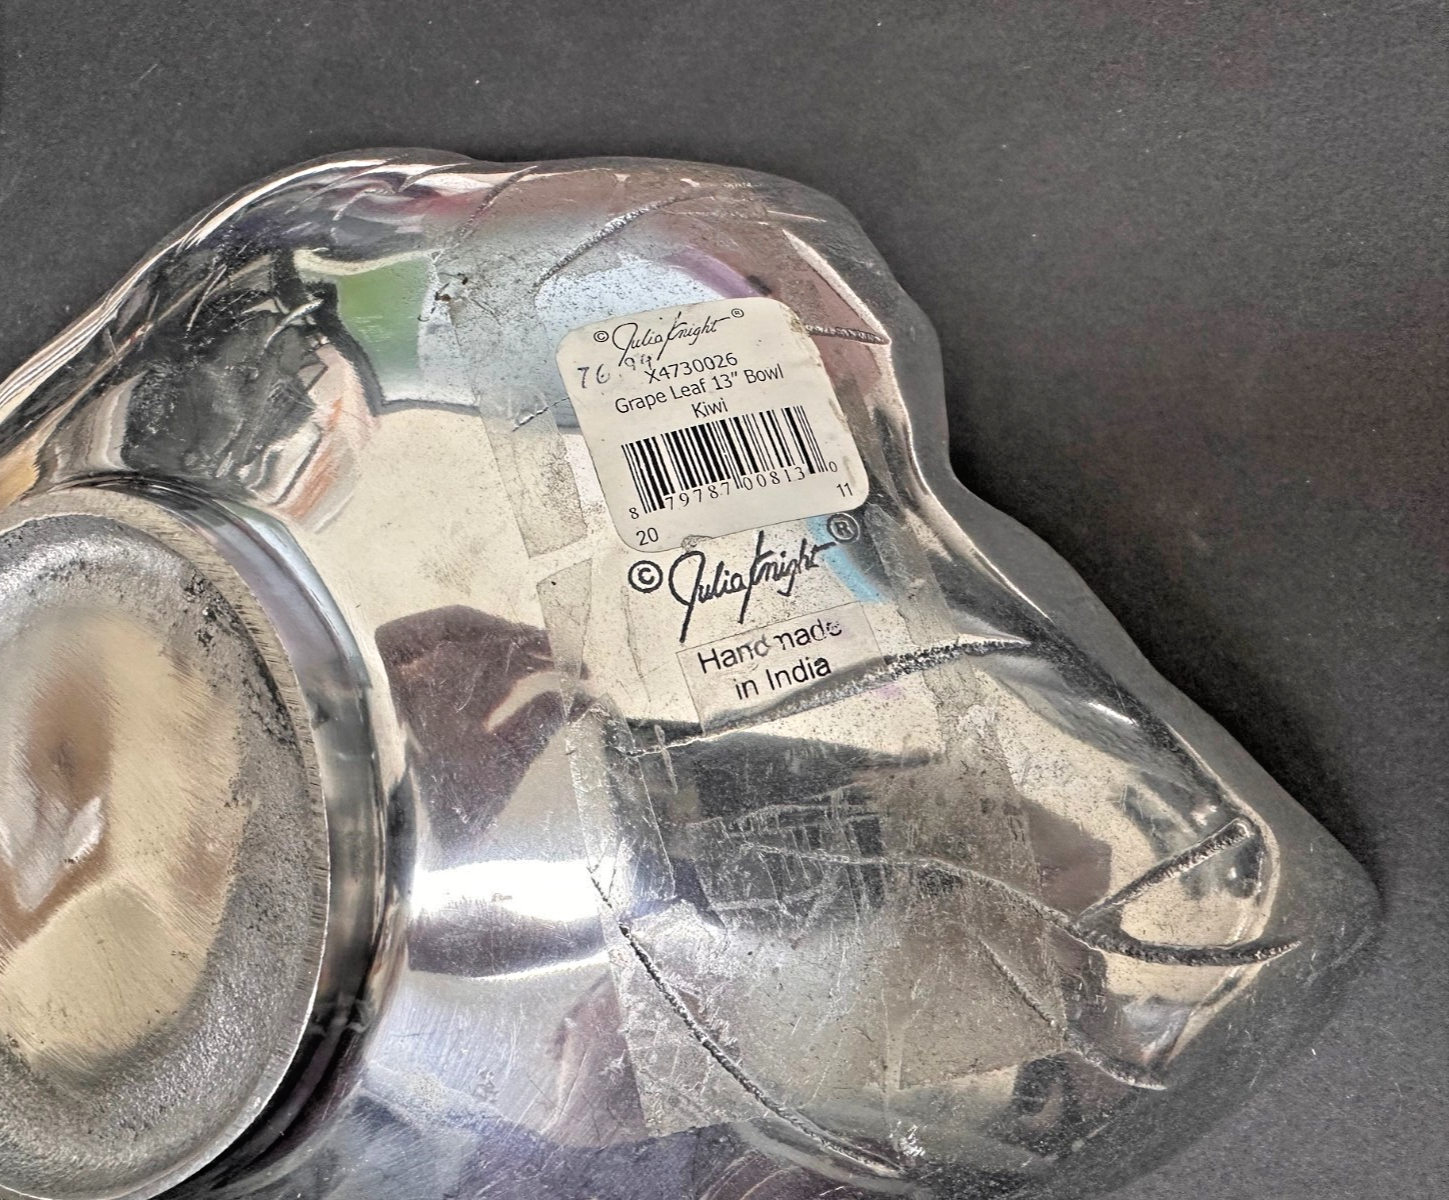 © Julia Knight ®
76.99
X4730026
Grape Leaf 13" Bowl
Kiwi
8 79787 00813 0
20 11
© Julia Knight ®
Handmade
in India